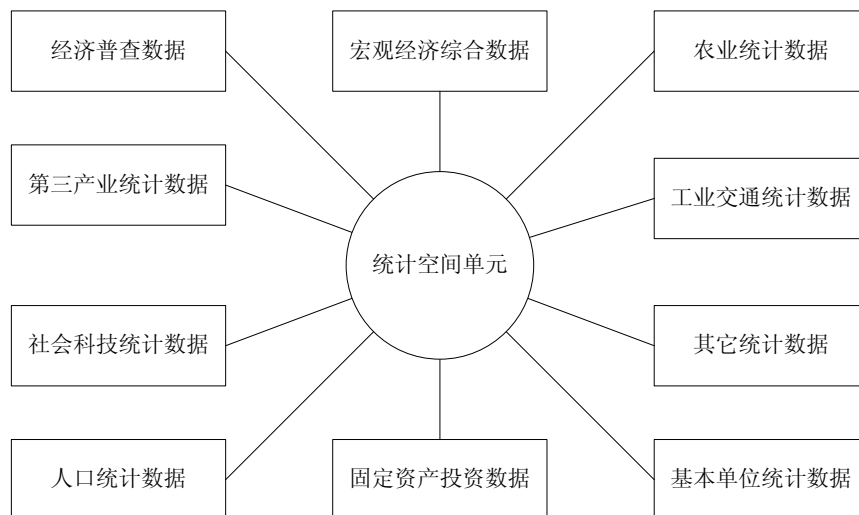 经济普查数据
宏观经济综合数据
农业统计数据
第三产业统计数据
工业交通统计数据
统计空间单元
社会科技统计数据
其它统计数据
人口统计数据
固定资产投资数据
基本单位统计数据